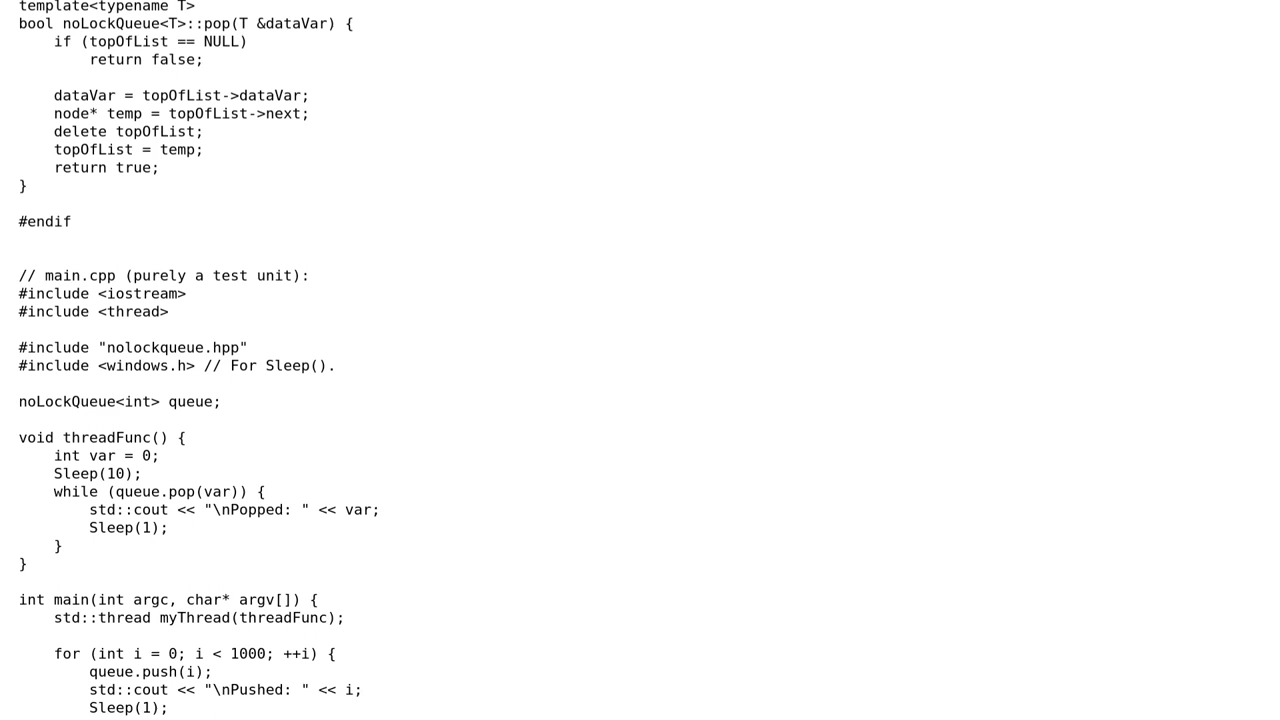 template<typename T>
bool noLockQueue<T>::pop(T &dataVar) {
    if (topOfList == NULL)
        return false;

    dataVar = topOfList->dataVar;
    node* temp = topOfList->next;
    delete topOfList;
    topOfList = temp;
    return true;
}

#endif


// main.cpp (purely a test unit):
#include <iostream>
#include <thread>

#include "nolockqueue.hpp"
#include <windows.h> // For Sleep().

noLockQueue<int> queue;

void threadFunc() {
    int var = 0;
    Sleep(10);
    while (queue.pop(var)) {
        std::cout << "\nPopped: " << var;
        Sleep(1);
    }
}

int main(int argc, char* argv[]) {
    std::thread myThread(threadFunc);

    for (int i = 0; i < 1000; ++i) {
        queue.push(i);
        std::cout << "\nPushed: " << i;
        Sleep(1);